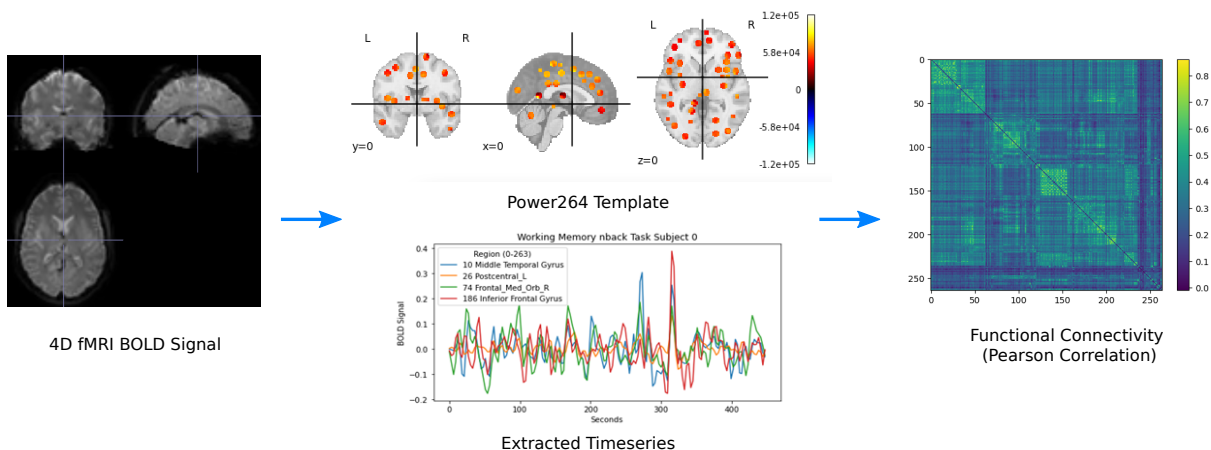 4D fMRI BOLD Signal
L R
y=0
x=0
L R
z=0
1.2e+05
5.8e+04
0
-5.8e+04
-1.2e+05
Power264 Template
Working Memory nback Task Subject 0
Region (0-263)
10 Middle Temporal Gyrus
26 Postcentral_L
74 Frontal_Med_Orb_R
186 Inferior Frontal Gyrus
BOLD Signal
0.4
0.3
0.2
0.1
0.0
−0.1
−0.2
0 100 200 300 400
Seconds
Extracted Timeseries
0
50
100
150
200
250
0 50 100 150 200 250
0.8
0.7
0.6
0.5
0.4
0.3
0.2
0.1
0.0
Functional Connectivity
(Pearson Correlation)